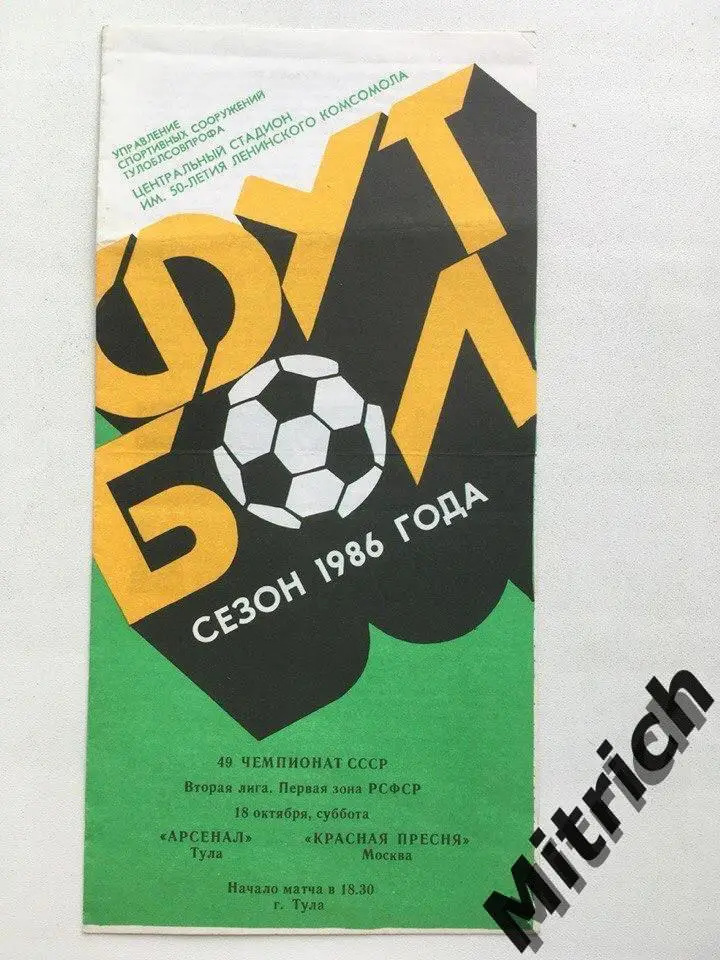 УПРАВЛЕНИЕ
СПОРТИВНЫХ СООРУЖЕНИЙ
ТУЛОБЛСОВПРОФА
ЦЕНТРАЛЬНЫЙ СТАДИОН
ИМ. 50-ЛЕТИЯ ЛЕНИНСКОГО КОМСОМОЛА
ФУТ
БОЛ
СЕЗОН 1986 ГОДА
49 ЧЕМПИОНАТ СССР
Вторая лига. Первая зона РСФСР
18 октября, суббота
«АРСЕНАЛ» «КРАСНАЯ ПРЕСНЯ»
Тула Москва
Начало матча в 18.30
г. Тула
Mitrich